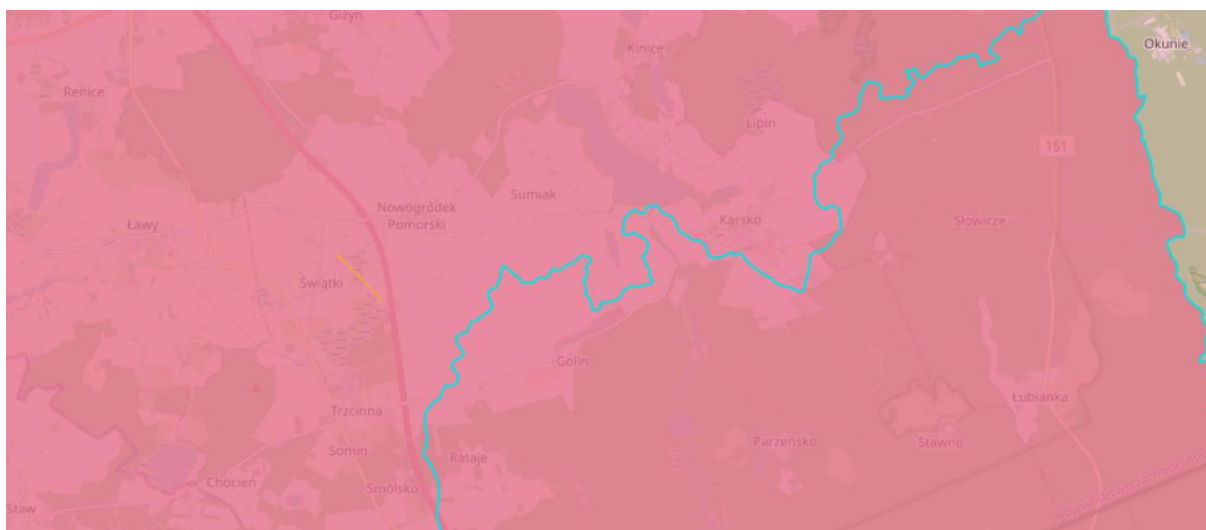 Giżyn
Okunie
Kinice
Renice
Lipin
151
Sumiak
Nowogródek
Pomorski
Karsko
Słowicze
Ławy
Świątki
Golin
Łubianka
Trzcinna
Parzeńsko
Stawno
Somin
Rataje
Chocień
Smólsko
Staw